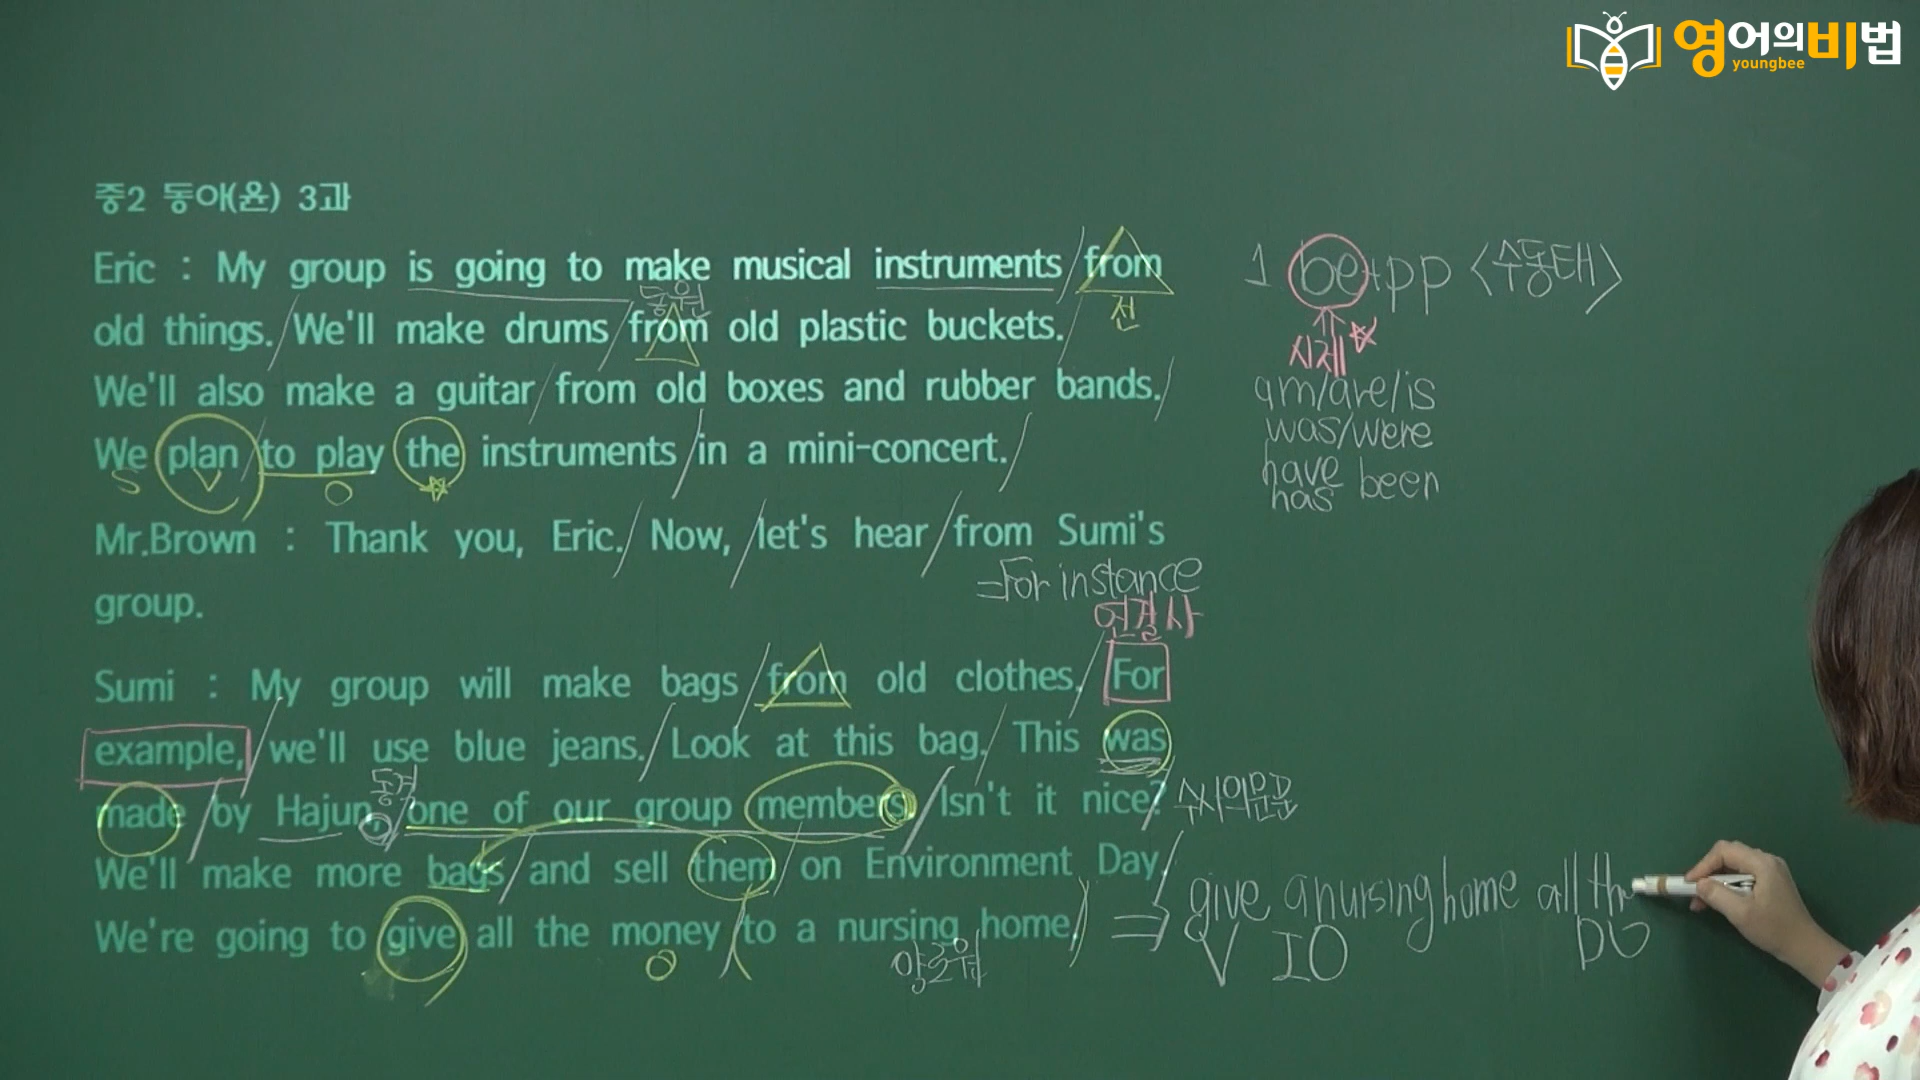 영어의비법
youngbee
중2 동아(윤) 3과
Eric : My group is going to make musical instruments from
전
동원
old things. We'll make drums from old plastic buckets.
We'll also make a guitar from old boxes and rubber bands.
We plan to play the instruments in a mini-concert.
S V O
Mr.Brown : Thank you, Eric. Now, let's hear from Sumi's
group.
=For instance
연결사
Sumi : My group will make bags from old clothes. For
example, we'll use blue jeans. Look at this bag. This was
동격
made by Hajun, one of our group members. Isn't it nice? 수사의문문
We'll make more bags and sell them on Environment Day.
We're going to give all the money to a nursing home.
O 양로원
1 be+pp <수동태>
시제
am/are/is
was/were
have
has been
⇒ give a nursing home all the
V IO DO